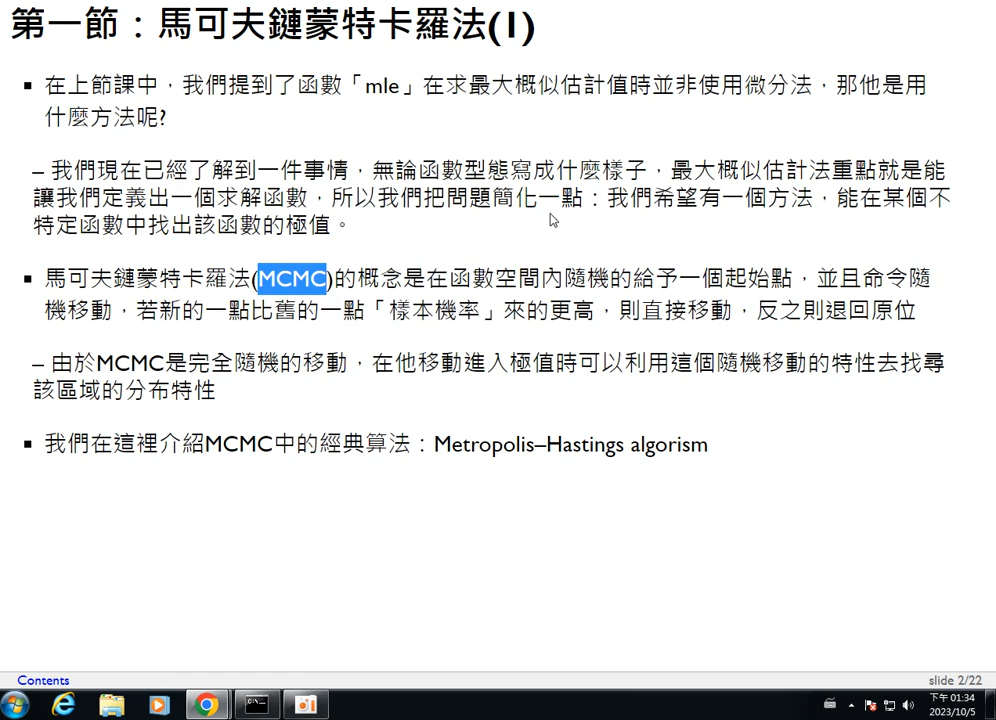 第一節：馬可夫鏈蒙特卡羅法(1)
在上節課中，我們提到了函數「mle」在求最大概似估計值時並非使用微分法，那他是用
什麼方法呢?
– 我們現在已經了解到一件事情，無論函數型態寫成什麼樣子，最大概似估計法重點就是能
讓我們定義出一個求解函數，所以我們把問題簡化一點：我們希望有一個方法，能在某個不
特定函數中找出該函數的極值。
馬可夫鏈蒙特卡羅法(MCMC)的概念是在函數空間內隨機的給予一個起始點，並且命令隨
機移動，若新的一點比舊的一點「樣本機率」來的更高，則直接移動，反之則退回原位
– 由於MCMC是完全隨機的移動，在他移動進入極值時可以利用這個隨機移動的特性去找尋
該區域的分布特性
我們在這裡介紹MCMC中的經典算法：Metropolis–Hastings algorism
Contents
slide 2/22
下午 01:34
2023/10/5